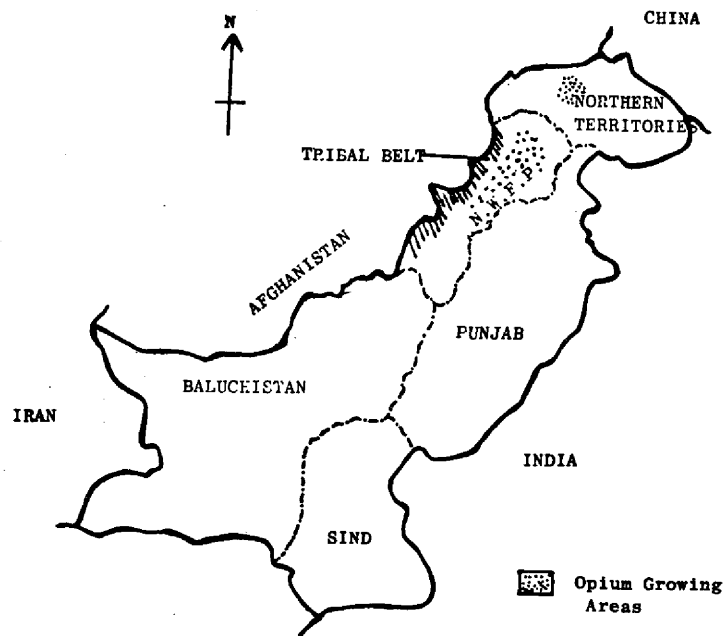 CHINA
N
NORTHERN
TERRITORIES
TRIBAL BELT
N.W.F.P
AFGHANISTAN
PUNJAB
BALUCHISTAN
IRAN
INDIA
SIND
Opium Growing
Areas